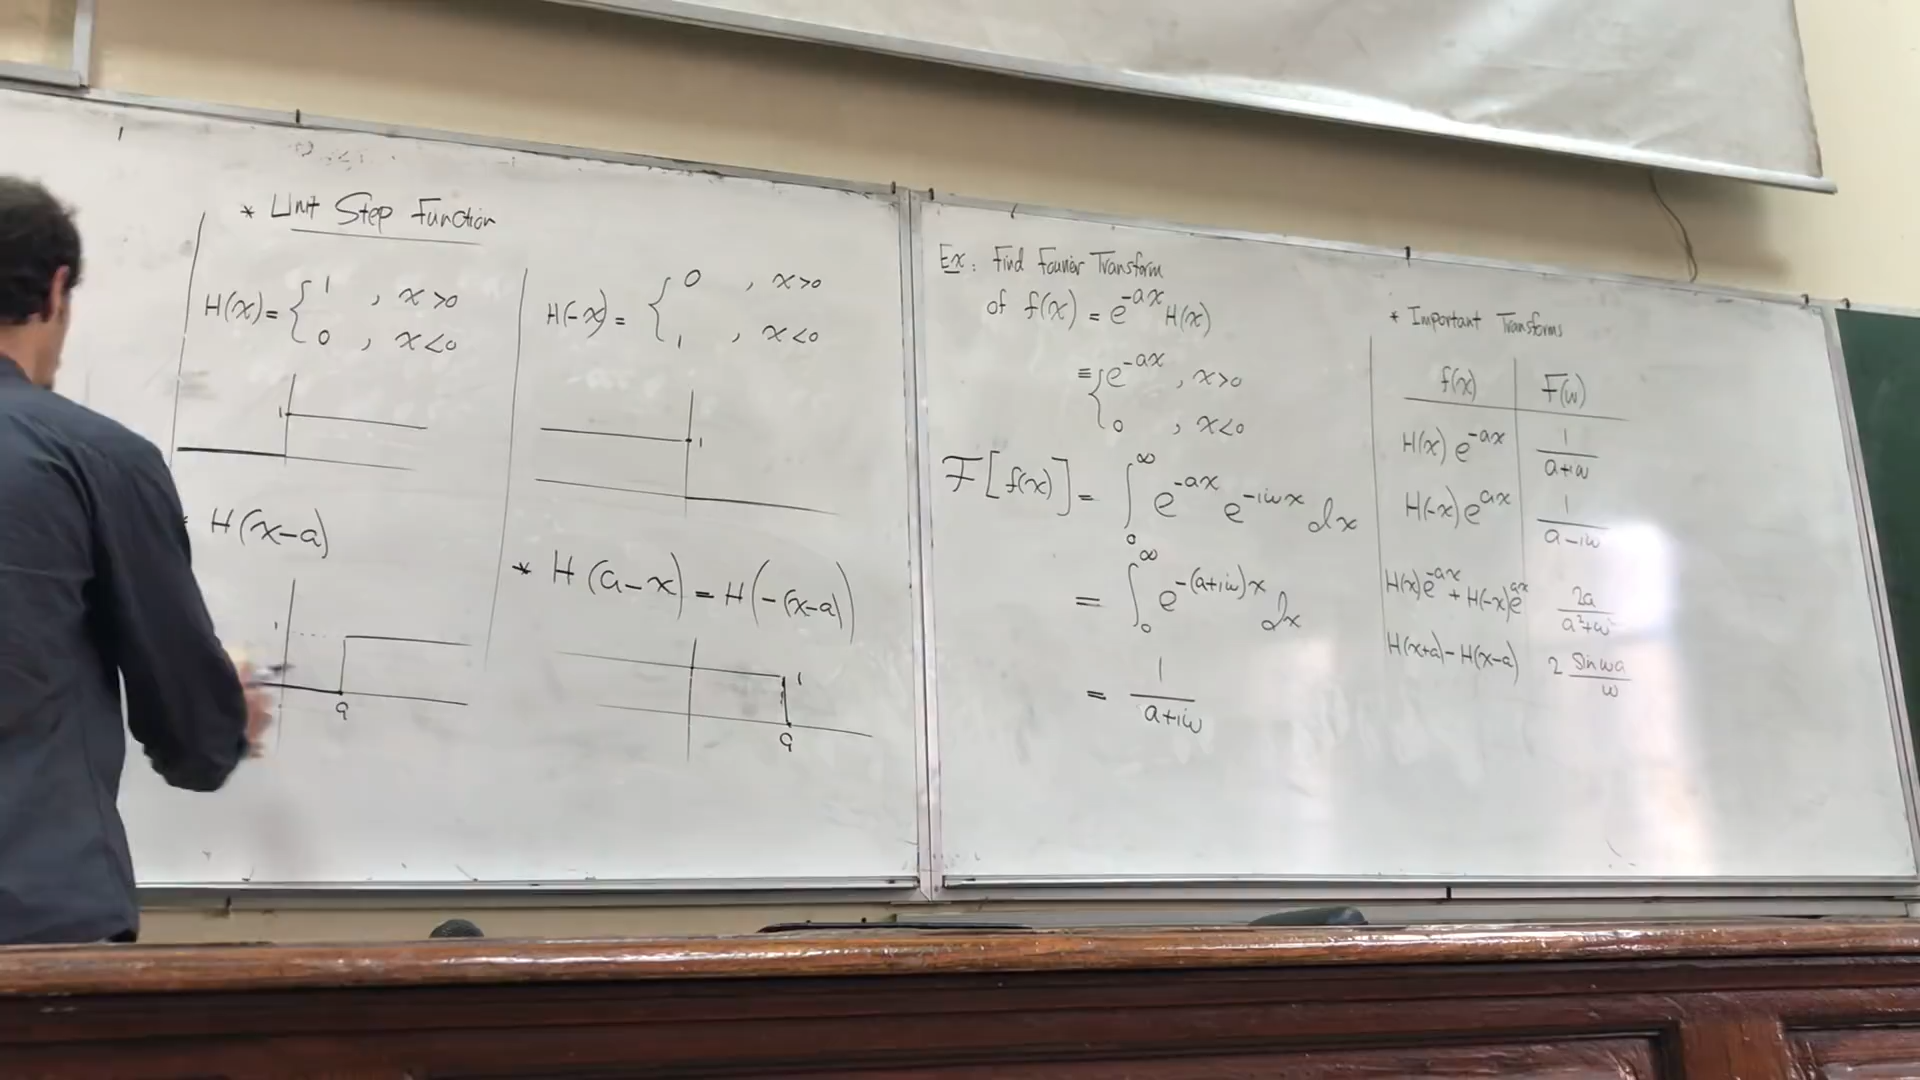 * Unit Step Function
H(x) = { 1 , x>0
0 , x<0
1
H(x-a)
1
a
H(-x) = { 0 , x>0
1 , x<0
1
* H(a-x) = H(-(x-a))
1
a
Ex: Find Fourier Transform
of f(x) = e^{-ax} H(x)
= { e^{-ax} , x>0
0 , x<0
F[f(x)] = ∫_0^∞ e^{-ax} e^{-iωx} dx
= ∫_0^∞ e^{-(a+iω)x} dx
= 1/(a+iω)
* Important Transforms
f(x) F(ω)
H(x) e^{-ax} 1/(a+iω)
H(-x) e^{ax} 1/(a-iω)
H(x)e^{-ax} + H(-x)e^{ax} 2a/(a²+ω²)
H(x+a) - H(x-a) 2 sin ωa/ω